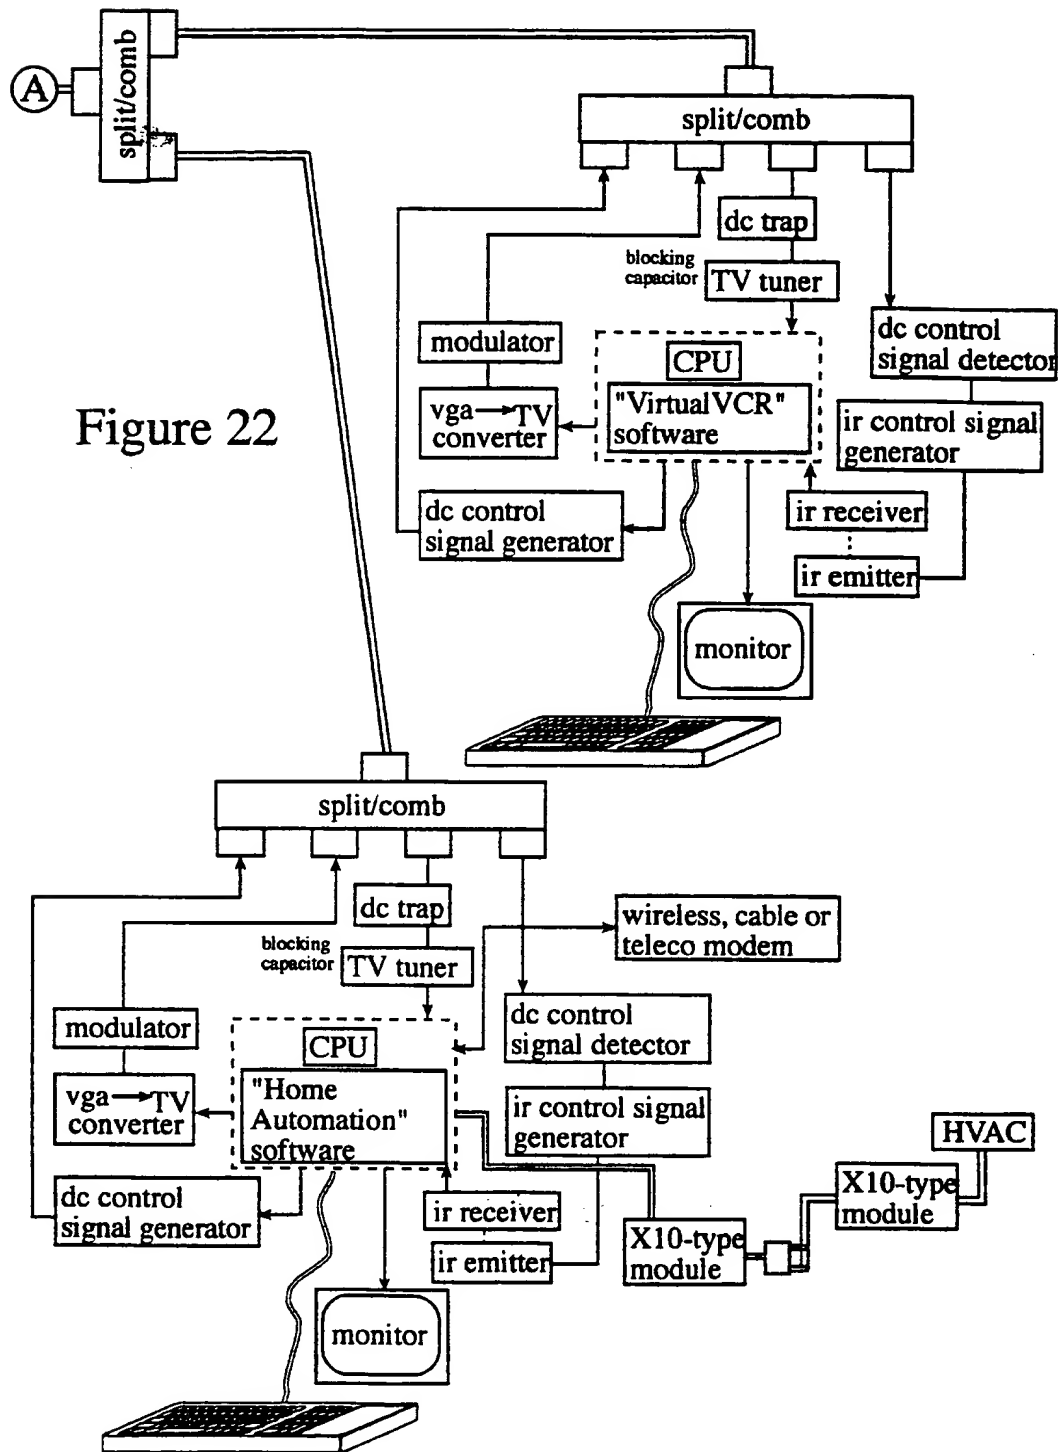 A
split/comb
split/comb
dc trap
blocking
capacitor
TV tuner
dc control
signal detector
modulator
CPU
"VirtualVCR"
software
vga → TV
converter
ir control signal
generator
Figure 22
dc control
signal generator
ir receiver
ir emitter
monitor
split/comb
dc trap
wireless, cable or
teleco modem
blocking
capacitor
TV tuner
modulator
dc control
signal detector
CPU
"Home
Automation"
software
vga → TV
converter
ir control signal
generator
HVAC
X10-type
module
dc control
signal generator
ir receiver
ir emitter
X10-type
module
monitor